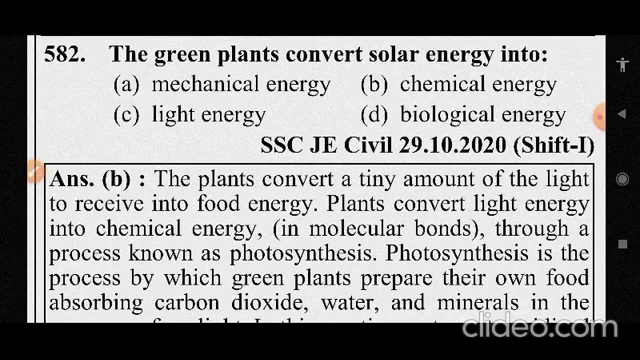 582. The green plants convert solar energy into:
(a) mechanical energy (b) chemical energy
(c) light energy (d) biological energy
SSC JE Civil 29.10.2020 (Shift-I)
Ans. (b) : The plants convert a tiny amount of the light
to receive into food energy. Plants convert light energy
into chemical energy, (in molecular bonds), through a
process known as photosynthesis. Photosynthesis is the
process by which green plants prepare their own food
absorbing carbon dioxide, water, and minerals in the
clideo.com